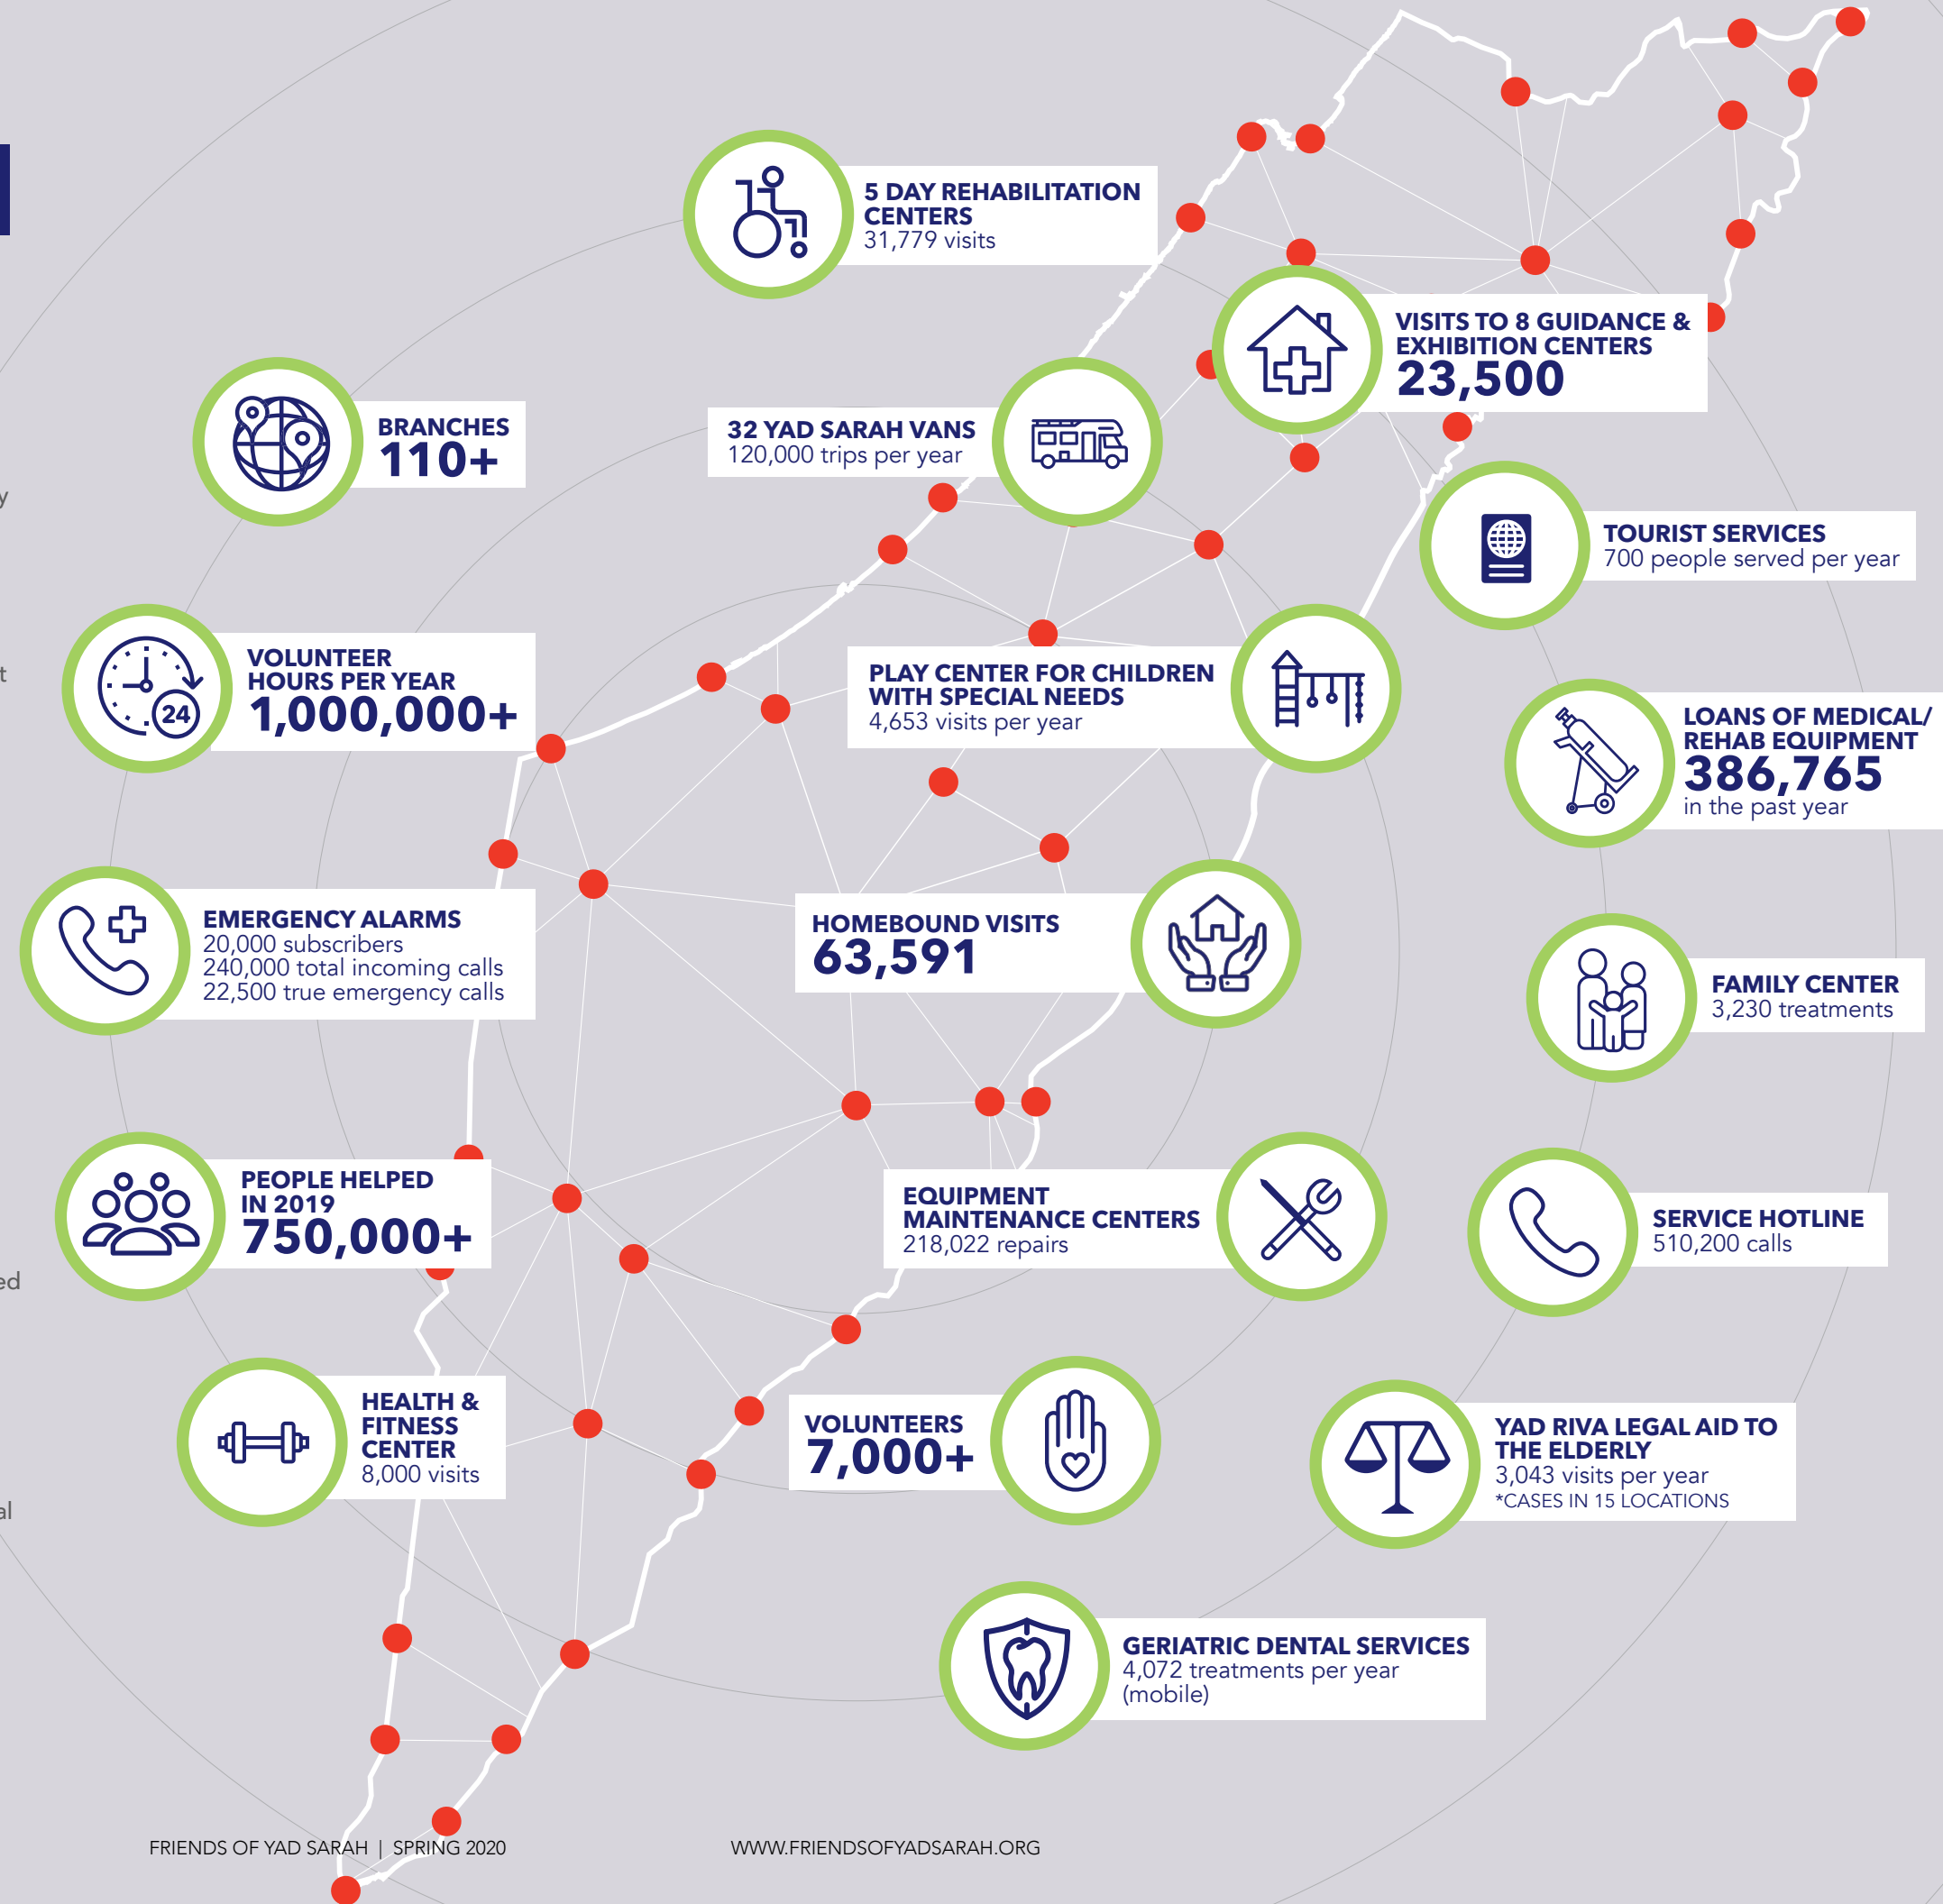 5 DAY REHABILITATION
CENTERS
31,779 visits
VISITS TO 8 GUIDANCE &
EXHIBITION CENTERS
23,500
BRANCHES
110+
32 YAD SARAH VANS
120,000 trips per year
TOURIST SERVICES
700 people served per year
24
VOLUNTEER
HOURS PER YEAR
1,000,000+
PLAY CENTER FOR CHILDREN
WITH SPECIAL NEEDS
4,653 visits per year
LOANS OF MEDICAL/
REHAB EQUIPMENT
386,765
in the past year
EMERGENCY ALARMS
20,000 subscribers
240,000 total incoming calls
22,500 true emergency calls
HOMEBOUND VISITS
63,591
FAMILY CENTER
3,230 treatments
PEOPLE HELPED
IN 2019
750,000+
EQUIPMENT
MAINTENANCE CENTERS
218,022 repairs
SERVICE HOTLINE
510,200 calls
HEALTH &
FITNESS
CENTER
8,000 visits
VOLUNTEERS
7,000+
YAD RIVA LEGAL AID TO
THE ELDERLY
3,043 visits per year
*CASES IN 15 LOCATIONS
GERIATRIC DENTAL SERVICES
4,072 treatments per year
(mobile)
FRIENDS OF YAD SARAH | SPRING 2020
WWW.FRIENDSOFYADSARAH.ORG